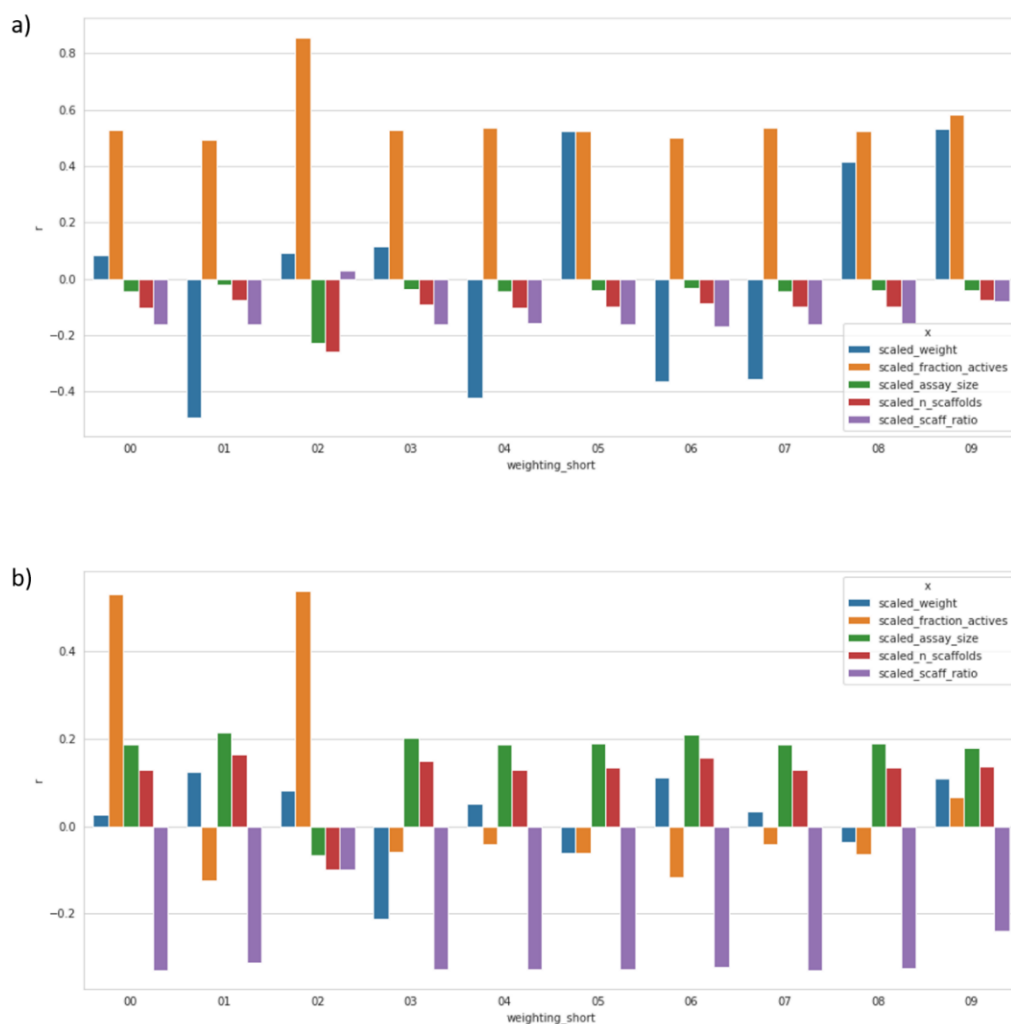 a)
0.8
0.6
0.4
0.2
0.0
−0.2
−0.4
r
x
scaled_weight
scaled_fraction_actives
scaled_assay_size
scaled_n_scaffolds
scaled_scaff_ratio
00 01 02 03 04 05 06 07 08 09
weighting_short
b)
x
scaled_weight
scaled_fraction_actives
scaled_assay_size
scaled_n_scaffolds
scaled_scaff_ratio
0.4
0.2
0.0
−0.2
r
00 01 02 03 04 05 06 07 08 09
weighting_short